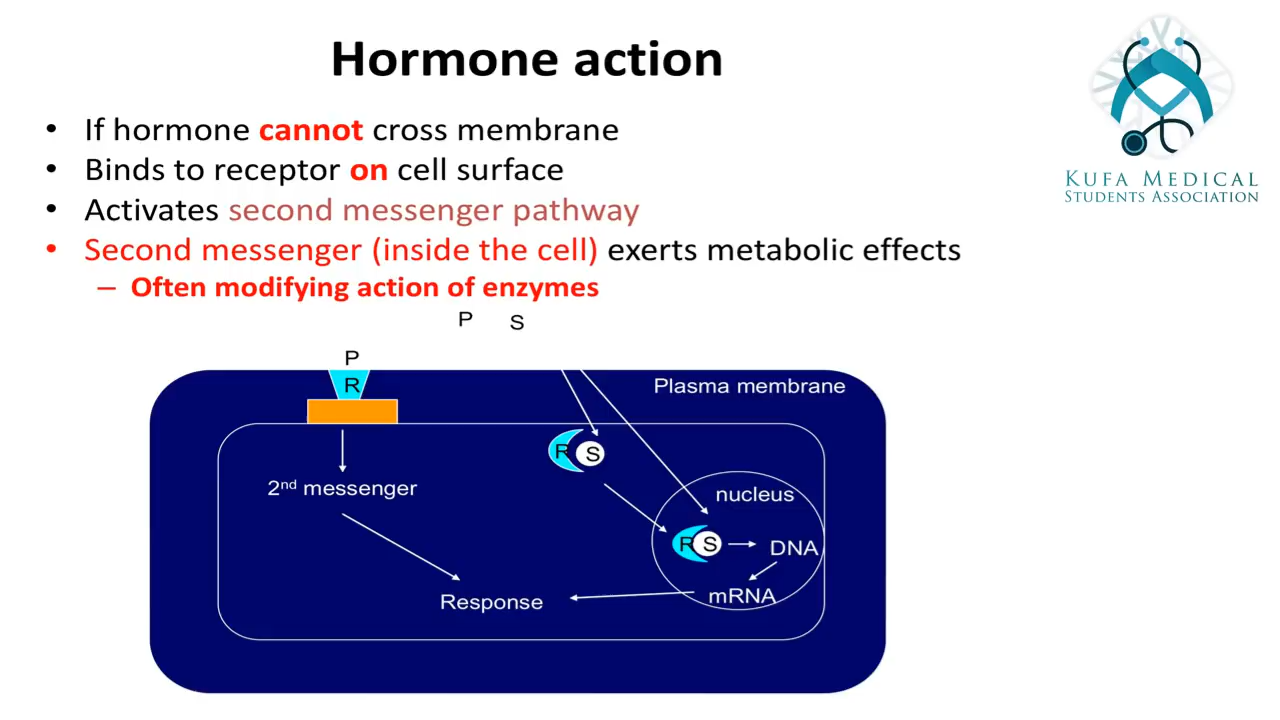 Hormone action
• If hormone cannot cross membrane
• Binds to receptor on cell surface
• Activates second messenger pathway
• Second messenger (inside the cell) exerts metabolic effects
– Often modifying action of enzymes
KUFA MEDICAL
STUDENTS ASSOCIATION
P S
P
R
Plasma membrane
R S
2nd messenger
nucleus
R S
DNA
mRNA
Response